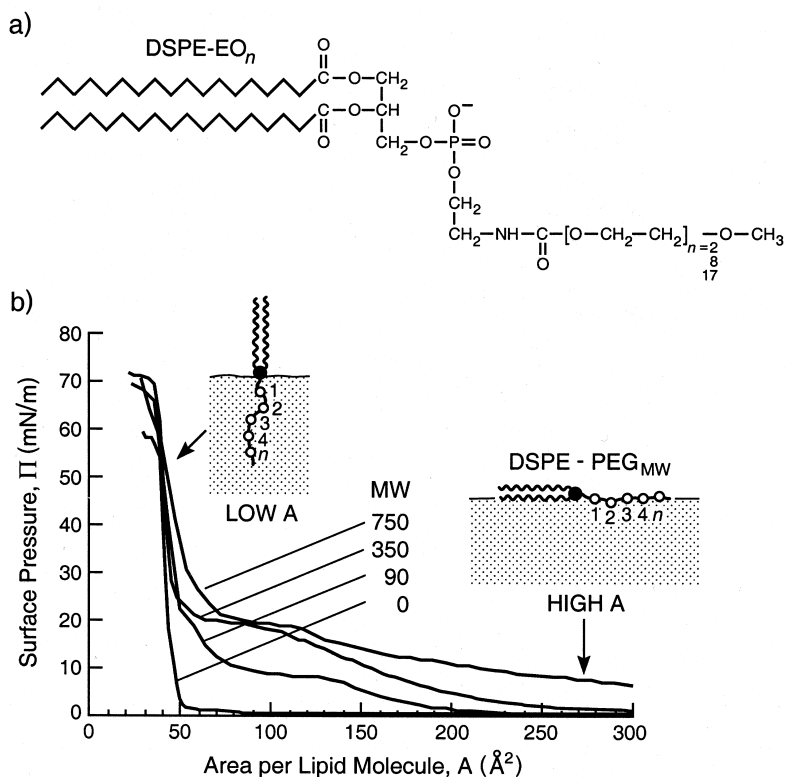 a)
DSPE-EOn
O
C—O—CH2
C—O—CH
O
O−
CH2—O—P=O
O
CH2
CH2—NH—C—[O—CH2—CH2]n=2—O—CH3
O
8
17
b)
80
70
60
50
40
30
20
10
0
Surface Pressure, Π (mN/m)
1
2
3
4
n
LOW A
MW
750
350
90
0
DSPE - PEGMW
1 2 3 4 n
HIGH A
0 50 100 150 200 250 300
Area per Lipid Molecule, A (Å²)